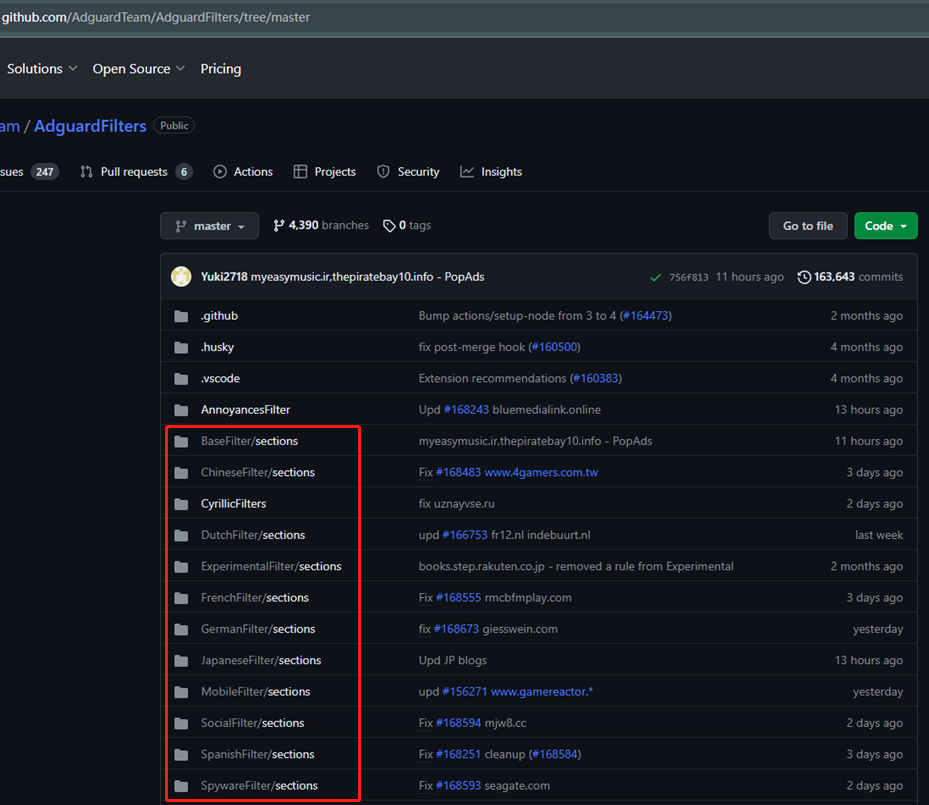 github.com/AdguardTeam/AdguardFilters/tree/master
Solutions Open Source Pricing
am / AdguardFilters Public
sues 247 Pull requests 6 Actions Projects Security Insights
master 4,390 branches 0 tags Go to file Code
Yuki2718 myeasymusic.ir,thepiratebay10.info - PopAds 756f813 11 hours ago 163,643 commits
.github Bump actions/setup-node from 3 to 4 (#164473) 2 months ago
.husky fix post-merge hook (#160500) 4 months ago
.vscode Extension recommendations (#160383) 4 months ago
AnnoyancesFilter Upd #168243 bluemedialink.online 13 hours ago
BaseFilter/sections myeasymusic.ir,thepiratebay10.info - PopAds 11 hours ago
ChineseFilter/sections Fix #168483 www.4gamers.com.tw 3 days ago
CyrillicFilters fix uznayvse.ru 2 days ago
DutchFilter/sections upd #166753 fr12.nl indebuurt.nl last week
ExperimentalFilter/sections books.step.rakuten.co.jp - removed a rule from Experimental 2 months ago
FrenchFilter/sections Fix #168555 rmcbfmplay.com 3 days ago
GermanFilter/sections fix #168673 giesswein.com yesterday
JapaneseFilter/sections Upd JP blogs 13 hours ago
MobileFilter/sections upd #156271 www.gamereactor.* yesterday
SocialFilter/sections Fix #168594 mjw8.cc 2 days ago
SpanishFilter/sections Fix #168251 cleanup (#168584) 3 days ago
SpywareFilter/sections Fix #168593 seagate.com 2 days ago